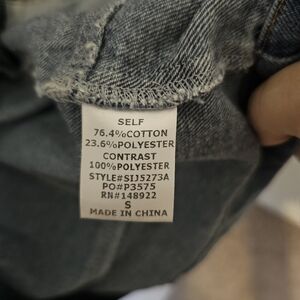 SELF
76.4%COTTON
23.6%POLYESTER
CONTRAST
100%POLYESTER
STYLE#SIJ5273A
PO#P3575
RN#148922
S
MADE IN CHINA